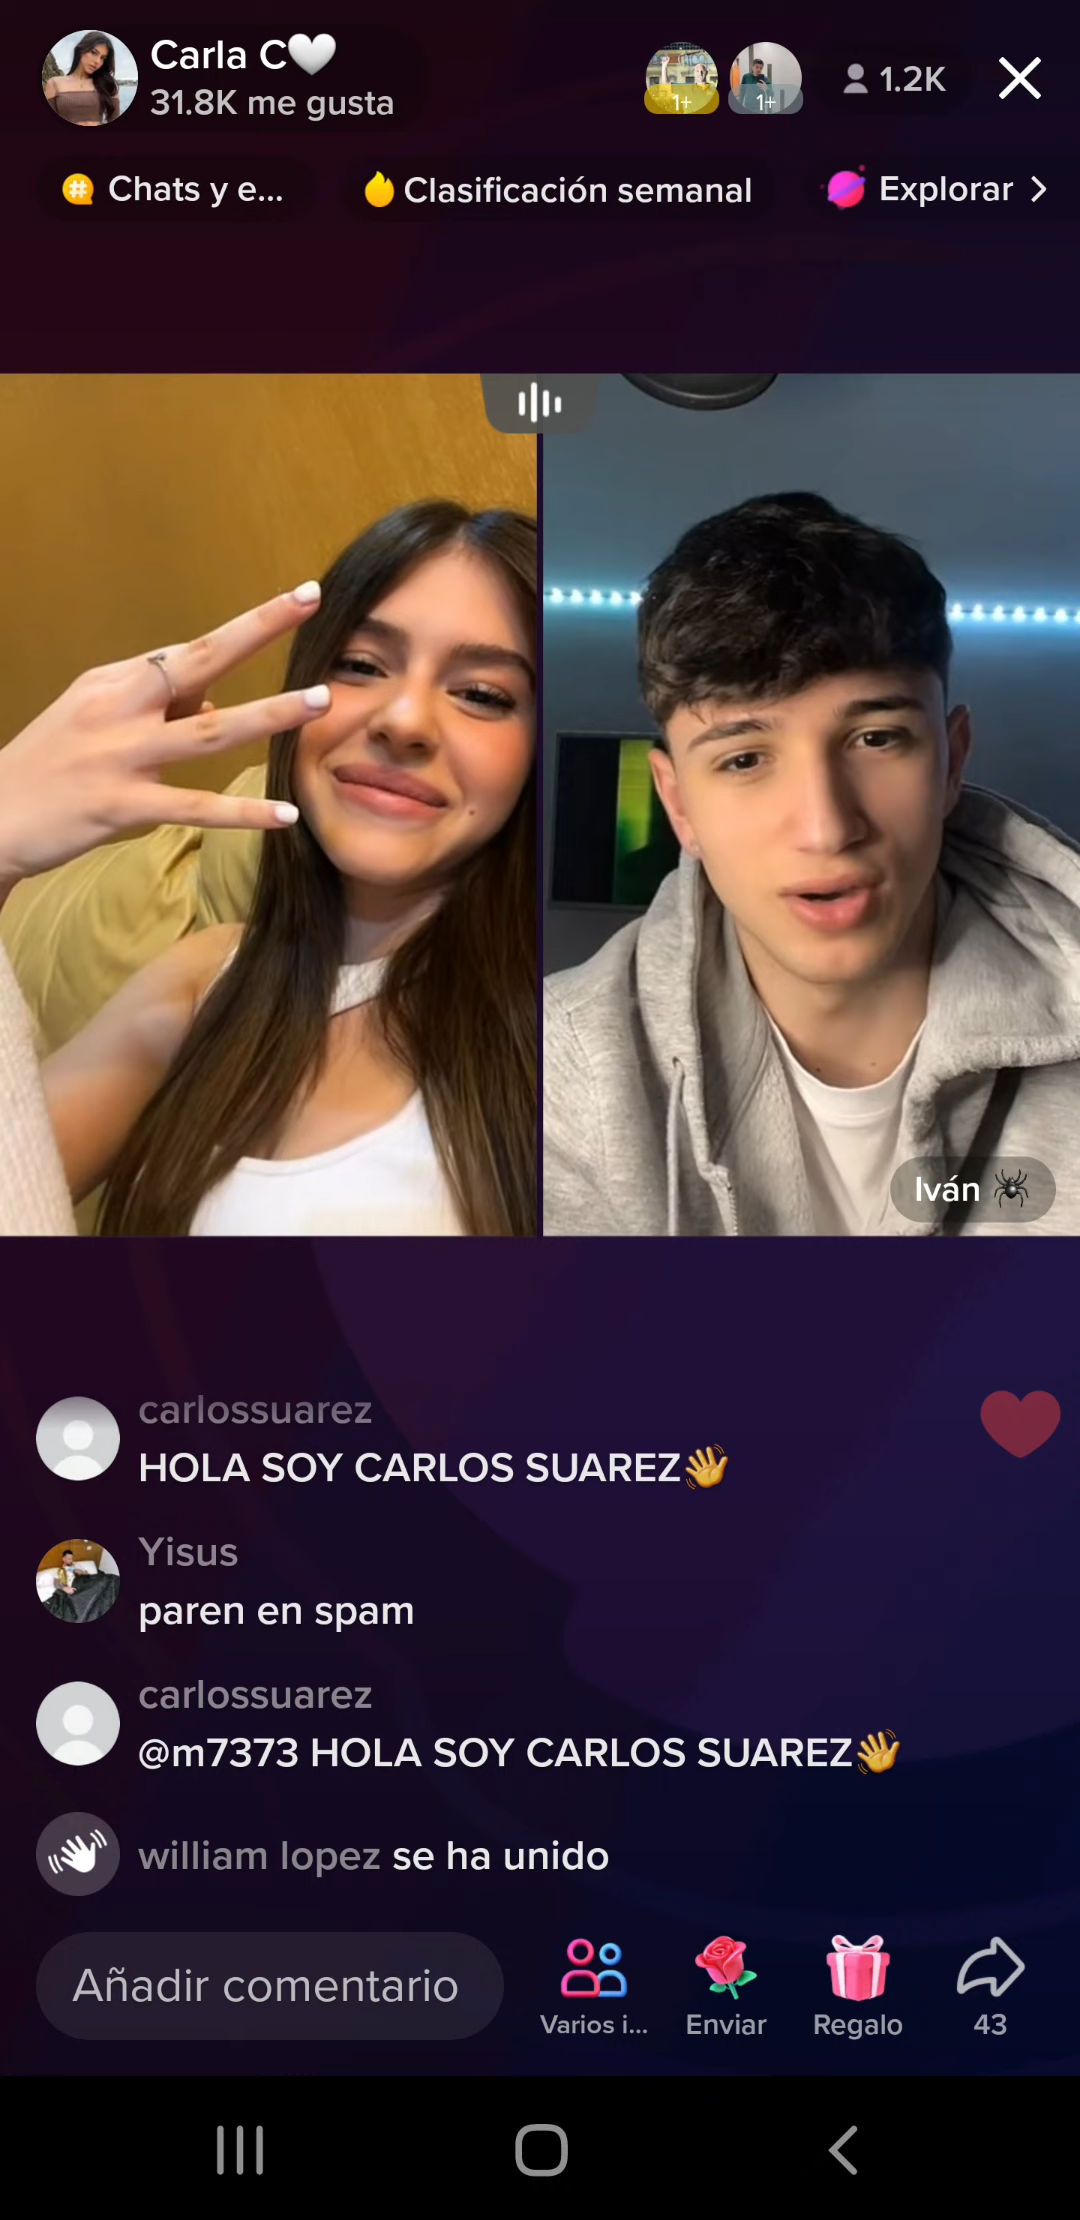 Carla C🤍
31.8K me gusta
1+ 1+ 1.2K
Chats y e... Clasificación semanal Explorar
Iván 🕷
carlossuarez
HOLA SOY CARLOS SUAREZ👋
Yisus
paren en spam
carlossuarez
@m7373 HOLA SOY CARLOS SUAREZ👋
william lopez se ha unido
Añadir comentario
Varios i... Enviar Regalo 43